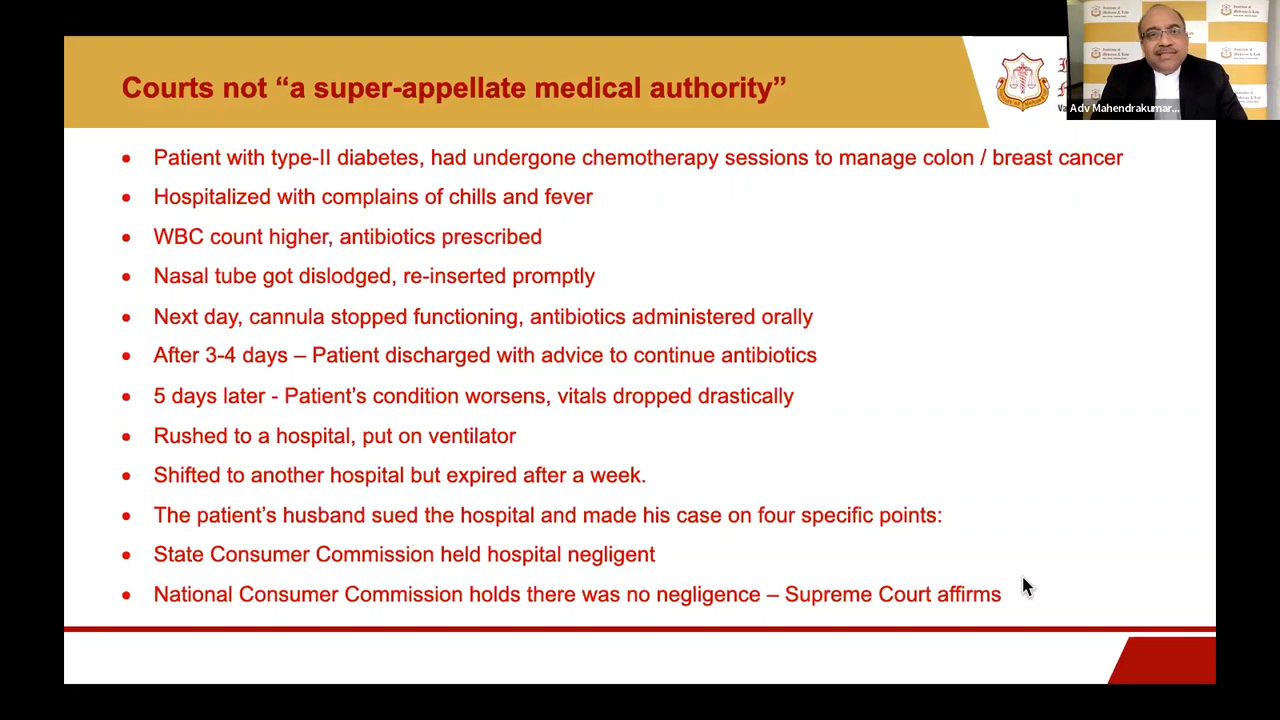 Courts not “a super-appellate medical authority”
Adv Mahendrakumar...
• Patient with type-II diabetes, had undergone chemotherapy sessions to manage colon / breast cancer
• Hospitalized with complains of chills and fever
• WBC count higher, antibiotics prescribed
• Nasal tube got dislodged, re-inserted promptly
• Next day, cannula stopped functioning, antibiotics administered orally
• After 3-4 days – Patient discharged with advice to continue antibiotics
• 5 days later - Patient’s condition worsens, vitals dropped drastically
• Rushed to a hospital, put on ventilator
• Shifted to another hospital but expired after a week.
• The patient’s husband sued the hospital and made his case on four specific points:
• State Consumer Commission held hospital negligent
• National Consumer Commission holds there was no negligence – Supreme Court affirms